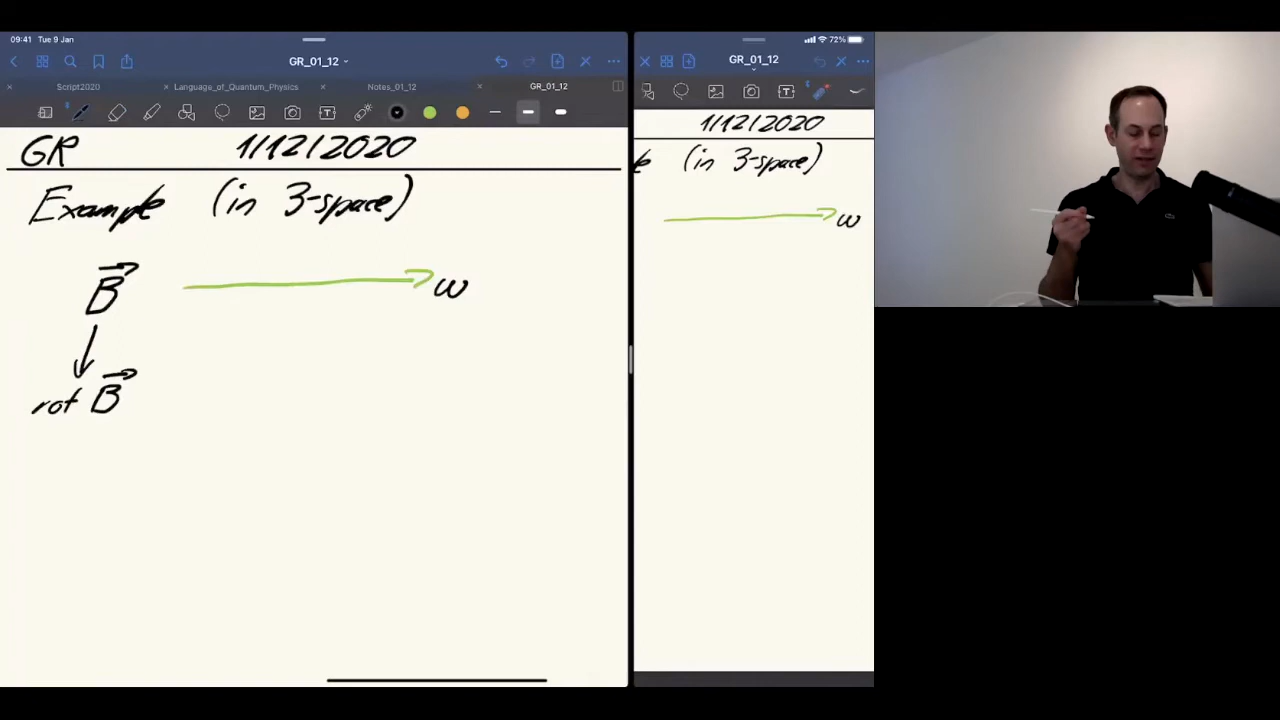 09:41 Tue 9 Jan
72%
GR_01_12
GR_01_12
Script2020
Language_of_Quantum_Physics
Notes_01_12
GR_01_12
GR 1/12/2020
1/12/2020
Example (in 3-space)
(in 3-space)
B ω
ω
rot B